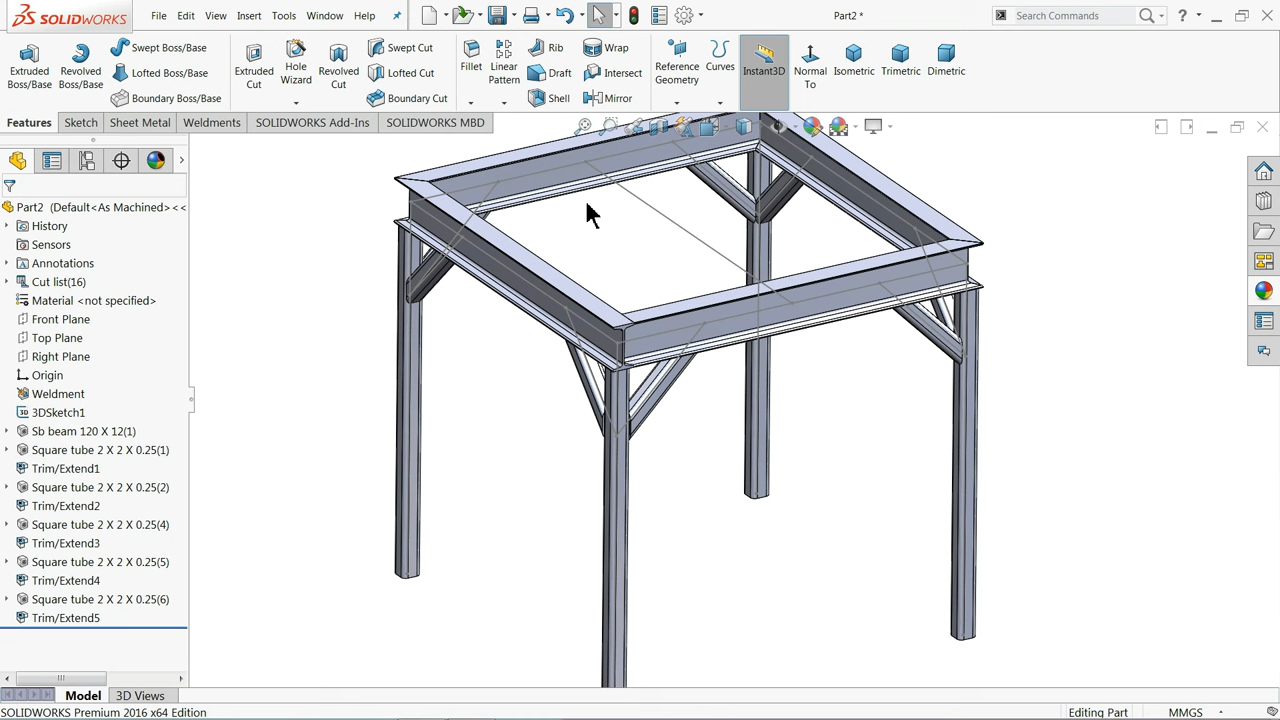 SOLIDWORKS File Edit View Insert Tools Window Help Part2 * Search Commands ?
Extruded Boss/Base Revolved Boss/Base Swept Boss/Base Lofted Boss/Base Boundary Boss/Base
Extruded Cut Hole Wizard Revolved Cut Swept Cut Lofted Cut Boundary Cut
Fillet Linear Pattern Rib Draft Shell Wrap Intersect Mirror
Reference Geometry Curves Instant3D Normal To Isometric Trimetric Dimetric
Features Sketch Sheet Metal Weldments SOLIDWORKS Add-Ins SOLIDWORKS MBD
Part2 (Default<As Machined><<
History
Sensors
Annotations
Cut list(16)
Material <not specified>
Front Plane
Top Plane
Right Plane
Origin
Weldment
3DSketch1
Sb beam 120 X 12(1)
Square tube 2 X 2 X 0.25(1)
Trim/Extend1
Square tube 2 X 2 X 0.25(2)
Trim/Extend2
Square tube 2 X 2 X 0.25(4)
Trim/Extend3
Square tube 2 X 2 X 0.25(5)
Trim/Extend4
Square tube 2 X 2 X 0.25(6)
Trim/Extend5
Model 3D Views
SOLIDWORKS Premium 2016 x64 Edition Editing Part MMGS